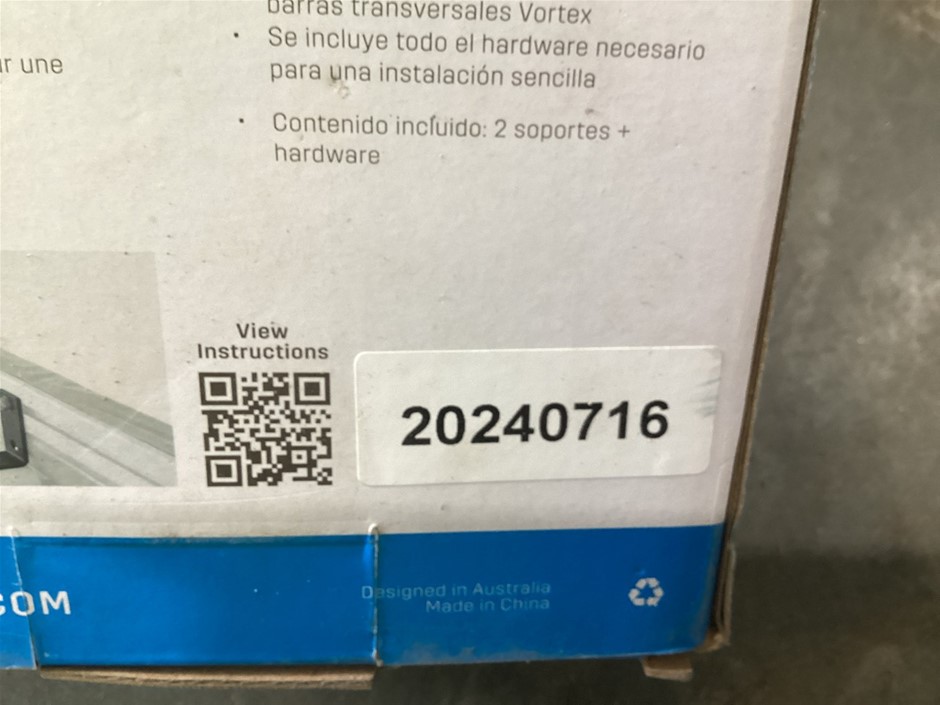 barras transversales Vortex
• Se incluye todo el hardware necesario
para una instalación sencilla
• Contenido incluido: 2 soportes +
hardware
une
View
Instructions
20240716
COM
Designed in Australia
Made in China